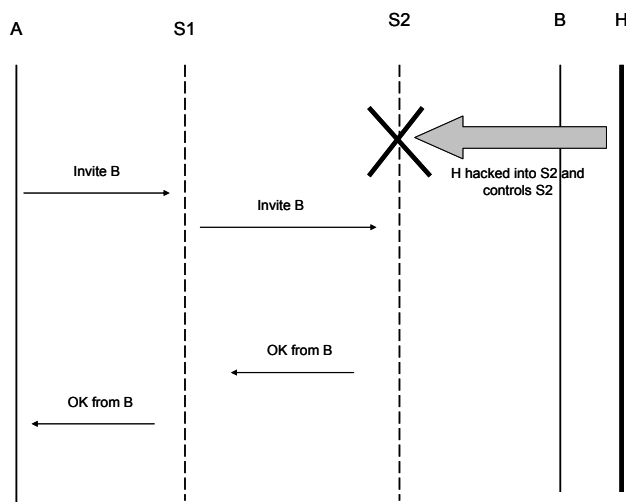 A
S1
S2
B
H
H hacked into S2 and
controls S2
Invite B
Invite B
OK from B
OK from B